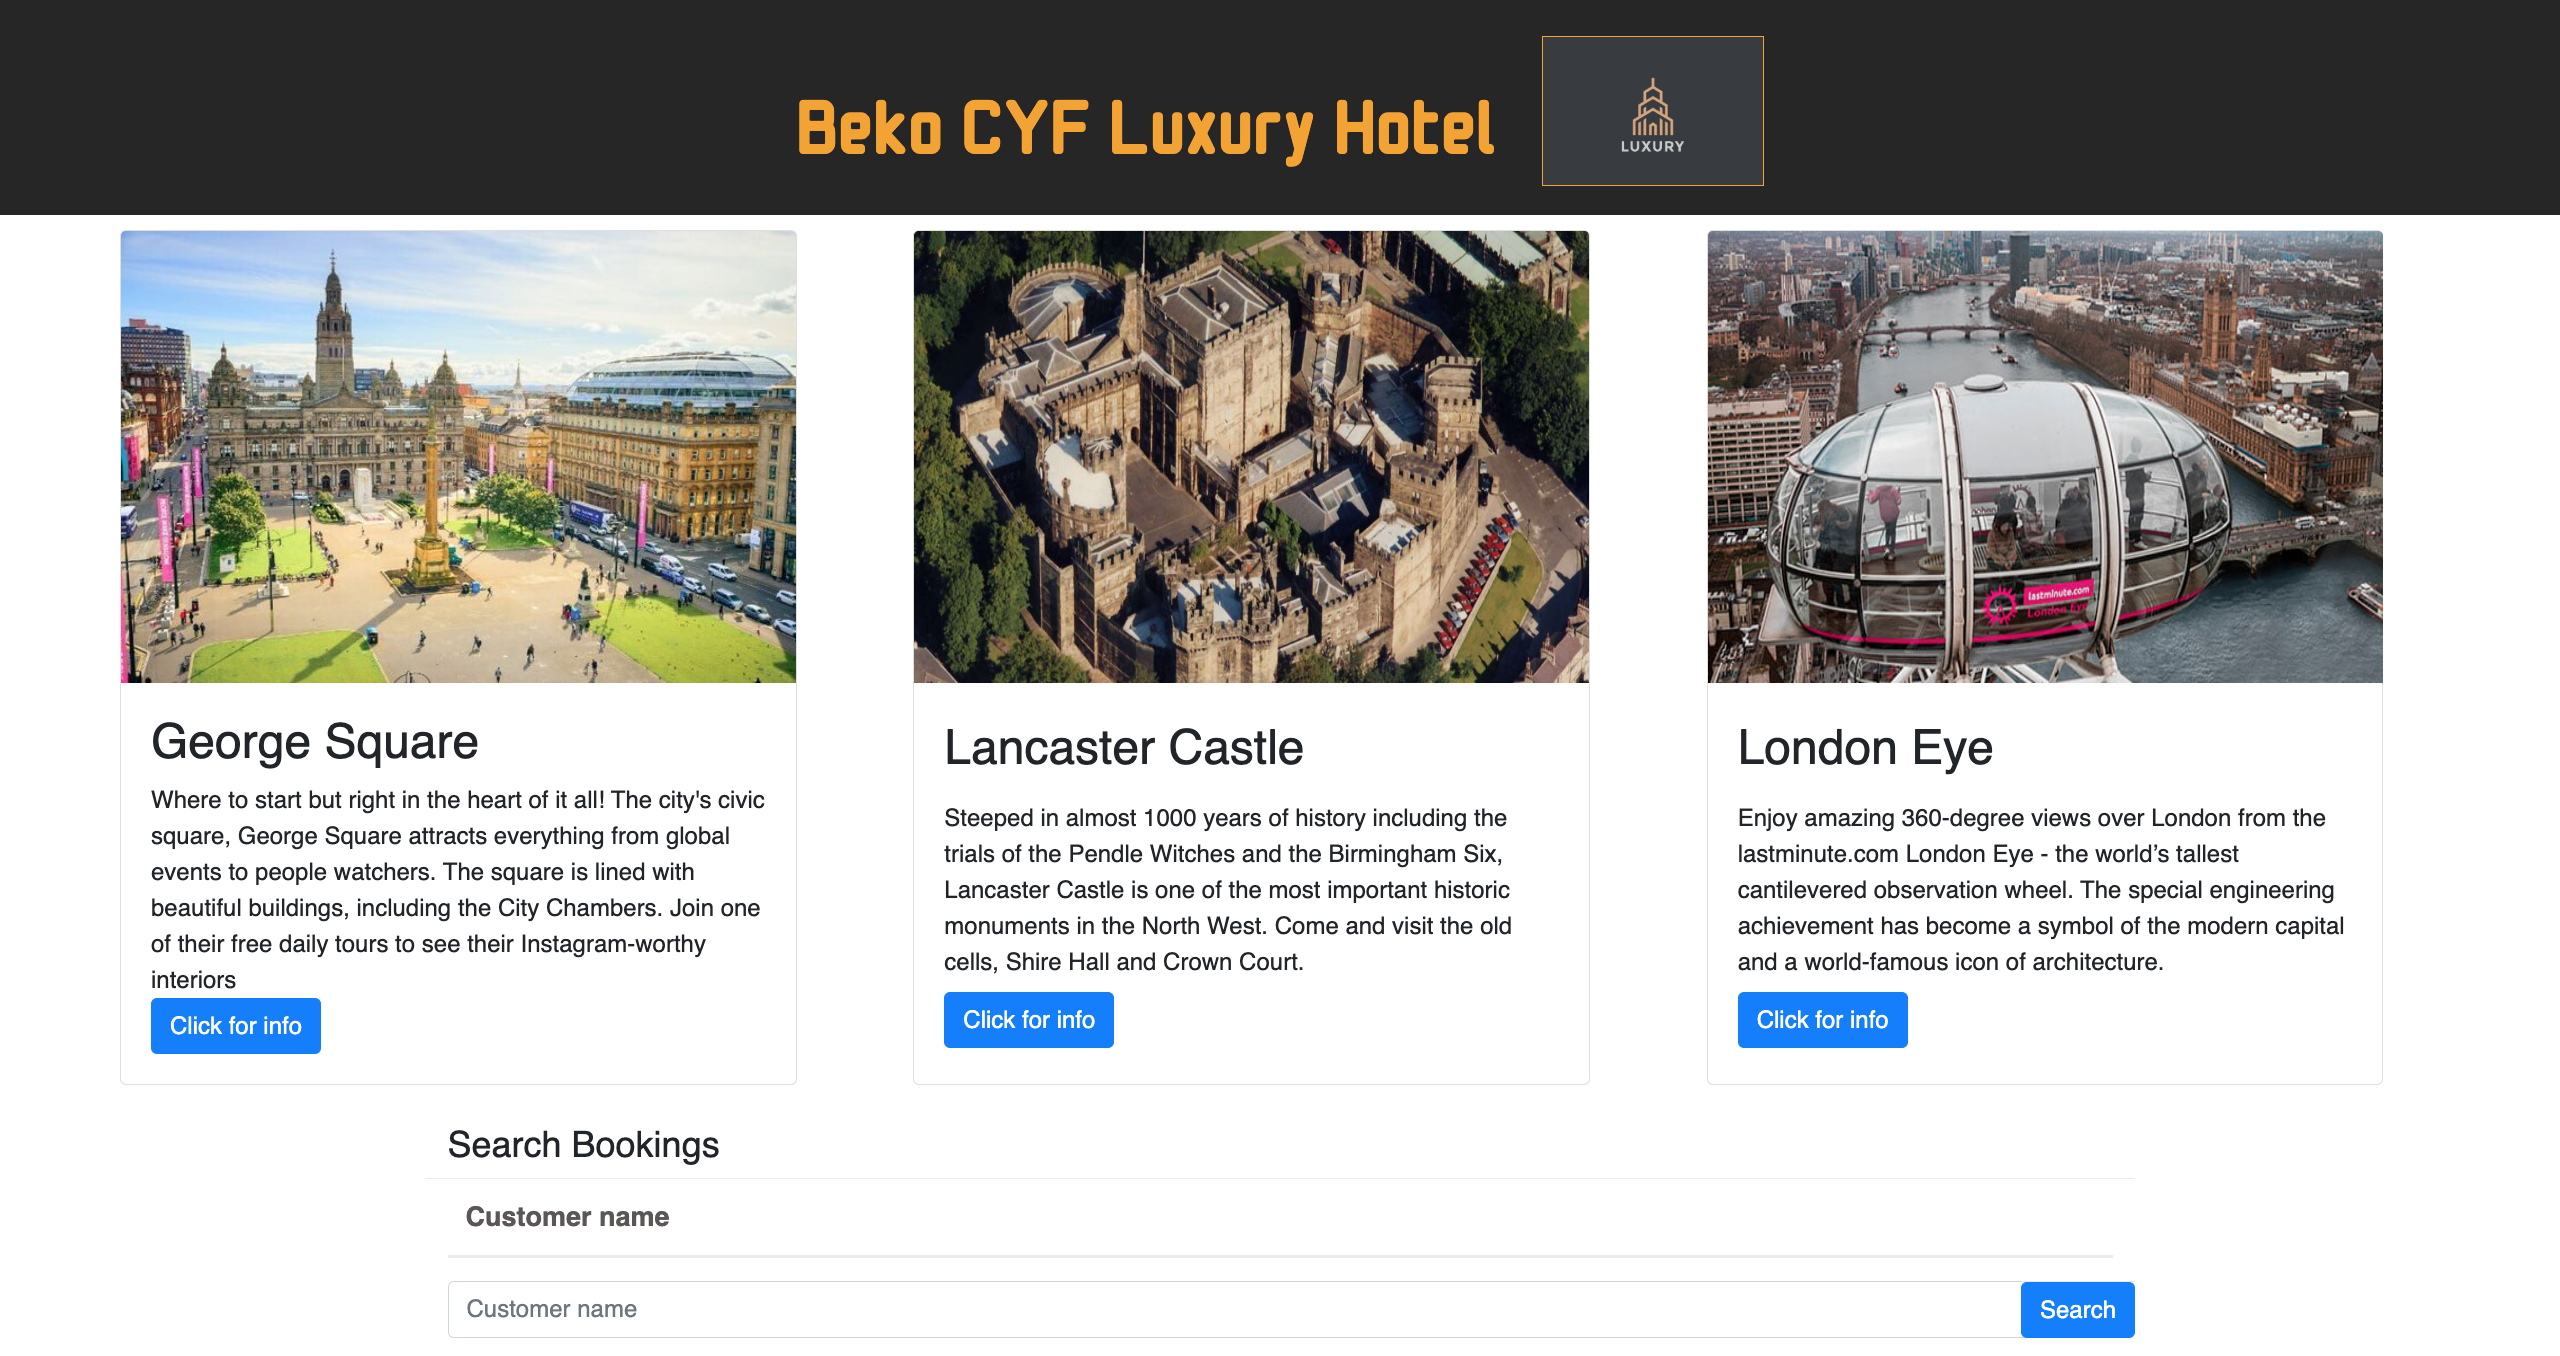 Beko CYF Luxury Hotel
LUXURY
lastminute.com
London Eye
George Square
Where to start but right in the heart of it all! The city's civic
square, George Square attracts everything from global
events to people watchers. The square is lined with
beautiful buildings, including the City Chambers. Join one
of their free daily tours to see their Instagram-worthy
interiors
Click for info
Lancaster Castle
Steeped in almost 1000 years of history including the
trials of the Pendle Witches and the Birmingham Six,
Lancaster Castle is one of the most important historic
monuments in the North West. Come and visit the old
cells, Shire Hall and Crown Court.
Click for info
London Eye
Enjoy amazing 360-degree views over London from the
lastminute.com London Eye - the world’s tallest
cantilevered observation wheel. The special engineering
achievement has become a symbol of the modern capital
and a world-famous icon of architecture.
Click for info
Search Bookings
Customer name
Customer name
Search